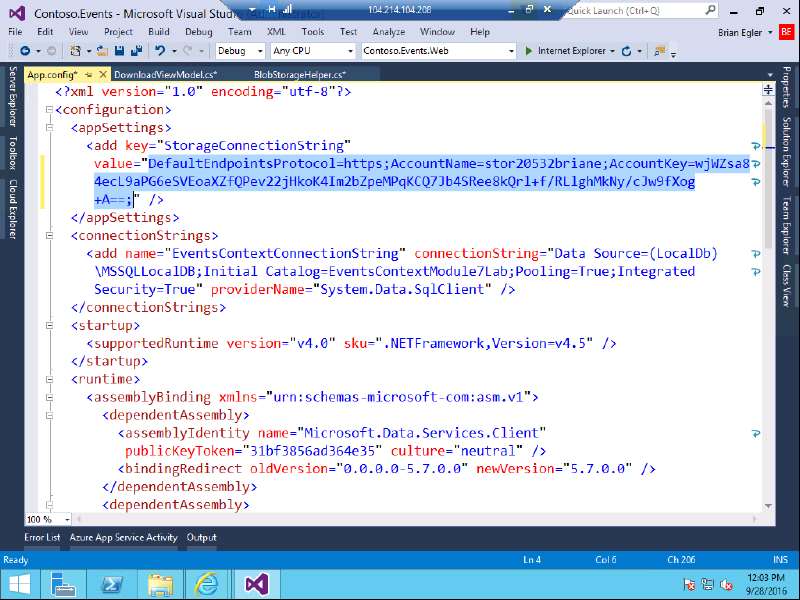 Contoso.Events - Microsoft Visual Stu
104.214.104.208
Quick Launch (Ctrl+Q)
File Edit View Project Build Debug Team XML Tools Test Analyze Window Help
Brian Egler BE
Debug Any CPU Contoso.Events.Web Internet Explorer
App.config* DownloadViewModel.cs* BlobStorageHelper.cs*
Server Explorer
Toolbox
Cloud Explorer
<?xml version="1.0" encoding="utf-8"?>
<configuration>
<appSettings>
<add key="StorageConnectionString"
value="DefaultEndpointsProtocol=https;AccountName=stor20532briane;AccountKey=wjWZsa8
4ecL9aPG6eSVEoaXZfQPev22jHkoK4Im2bZpeMPqKCQ7Jb4SRee8kQrl+f/RLlghMkNy/cJw9fXog
+A==;" />
</appSettings>
<connectionStrings>
<add name="EventsContextConnectionString" connectionString="Data Source=(LocalDb)
\MSSQLLocalDB;Initial Catalog=EventsContextModule7Lab;Pooling=True;Integrated
Security=True" providerName="System.Data.SqlClient" />
</connectionStrings>
<startup>
<supportedRuntime version="v4.0" sku=".NETFramework,Version=v4.5" />
</startup>
<runtime>
<assemblyBinding xmlns="urn:schemas-microsoft-com:asm.v1">
<dependentAssembly>
<assemblyIdentity name="Microsoft.Data.Services.Client"
publicKeyToken="31bf3856ad364e35" culture="neutral" />
<bindingRedirect oldVersion="0.0.0.0-5.7.0.0" newVersion="5.7.0.0" />
</dependentAssembly>
<dependentAssembly>
Properties
Solution Explorer
Team Explorer
Class View
100 %
Error List Azure App Service Activity Output
Ready Ln 4 Col 6 Ch 206 INS
12:03 PM
9/28/2016